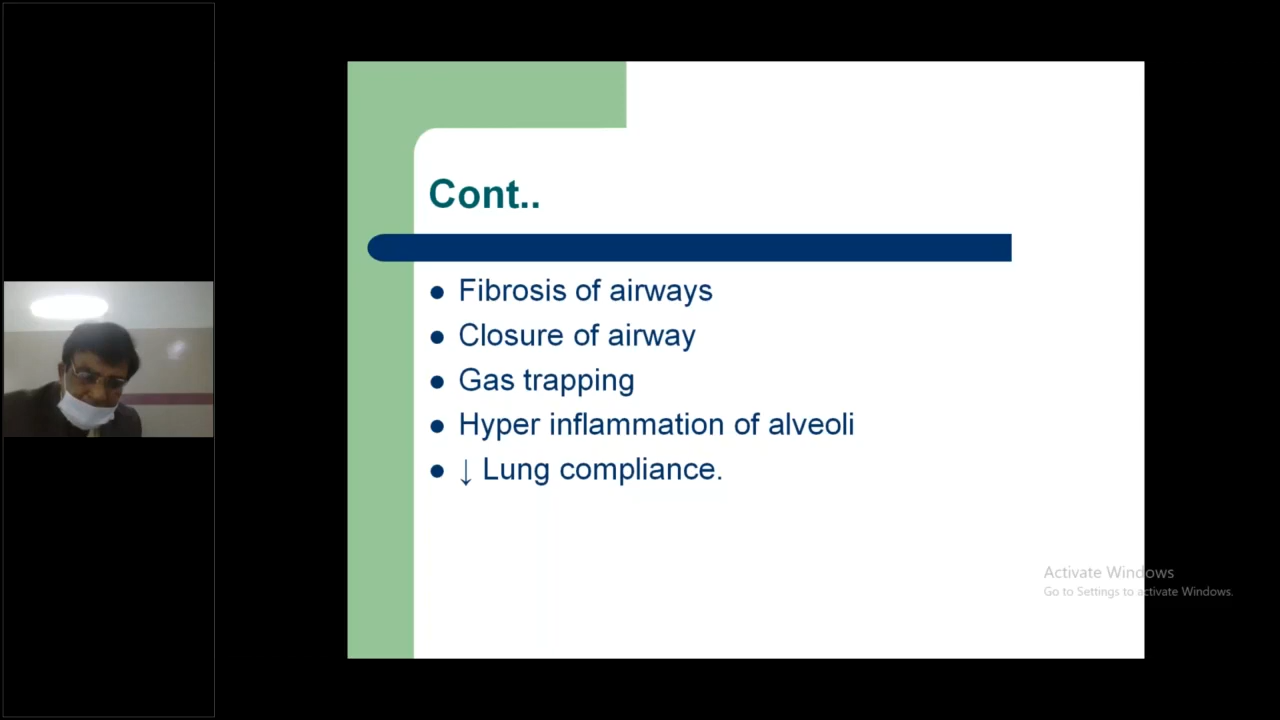 Cont..
● Fibrosis of airways
● Closure of airway
● Gas trapping
● Hyper inflammation of alveoli
● ↓ Lung compliance.
Activate Windows
Go to Settings to activate Windows.